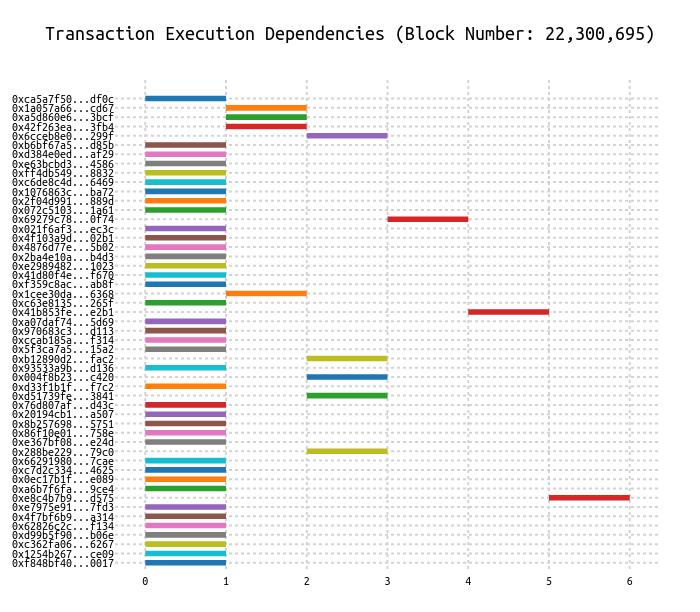 Transaction Execution Dependencies (Block Number: 22,300,695)
0xca5a7f50...df0c
0x1a057a66...cd67
0xa5d860e6...3bcf
0x42f263ea...3fb4
0x6cceb8e0...299f
0xb6bf67a5...d85b
0xd384e0ed...af29
0xe63bcbd3...4586
0xff4db549...8832
0xc6de8c4d...6469
0x1076863c...ba72
0x2f04d991...889d
0x072c5103...1a61
0x69279c78...0f74
0x021f6af3...ec3c
0x4f103a9d...02b1
0x4876d77e...5b02
0x2ba4e10a...b4d3
0xe2989482...1023
0x41d80f4e...f670
0xf359c8ac...ab8f
0x1cee30da...6368
0xc63e8135...265f
0x41b853fe...e2b1
0xa07daf74...5d69
0x970683c3...d113
0xccab185a...f314
0x5f3ca7a5...15a2
0xb12890d2...fac2
0x93533a9b...d136
0x004f8b23...c420
0xd33f1b1f...f7c2
0xd51739fe...3841
0x76d807af...d43c
0x20194cb1...a507
0x8b257698...5751
0x86f10e01...758e
0xe367bf08...e24d
0x288be229...79c0
0x66291980...7cae
0xc7d2c334...4625
0x0ec17b1f...e089
0xa6b7f6fa...9ce4
0xe8c4b7b9...d575
0xe7975e91...7fd3
0x4f7bf6b9...a314
0x62826c2c...f134
0xd99b5f90...b06e
0xc362fa06...6267
0x1254b267...ce09
0xf848bf40...0017
0 1 2 3 4 5 6